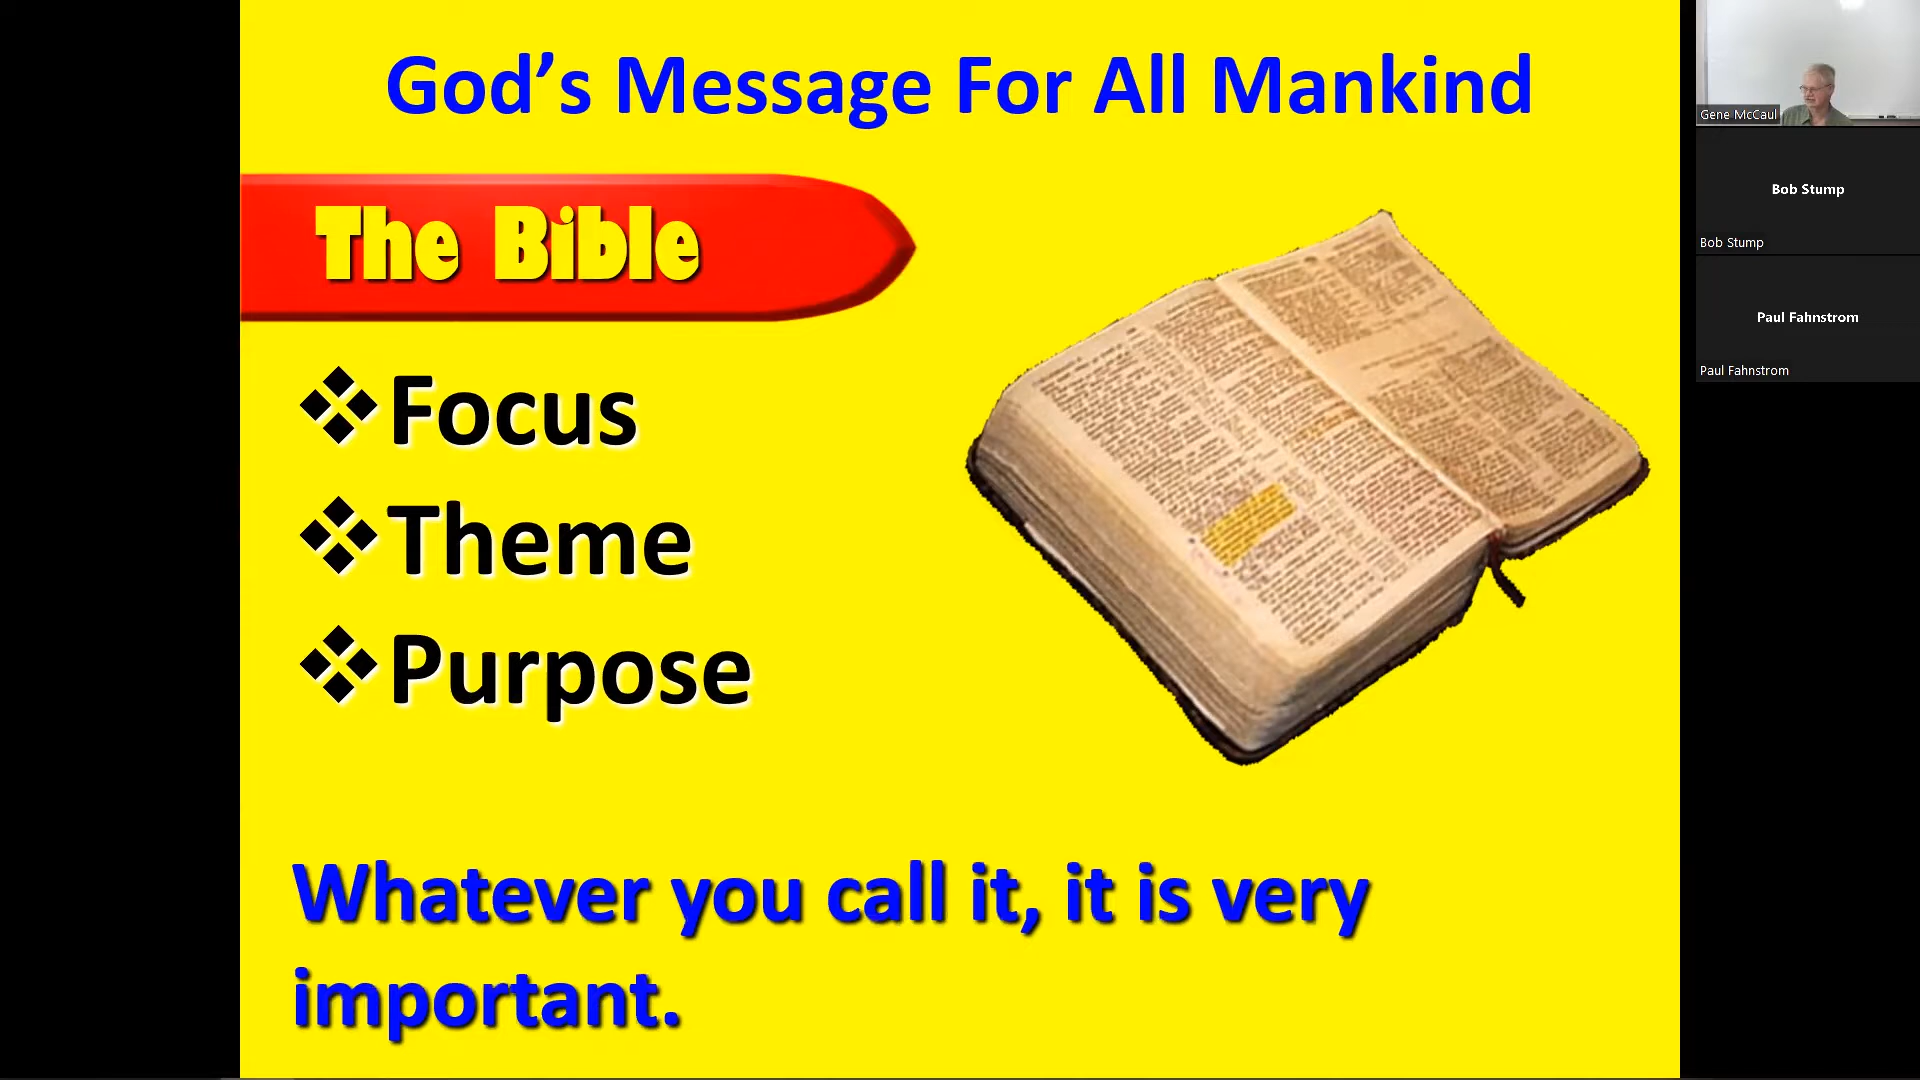 God’s Message For All Mankind
The Bible
❖Focus
❖Theme
❖Purpose
Whatever you call it, it is very
important.
Gene McCaul
Bob Stump
Bob Stump
Paul Fahnstrom
Paul Fahnstrom